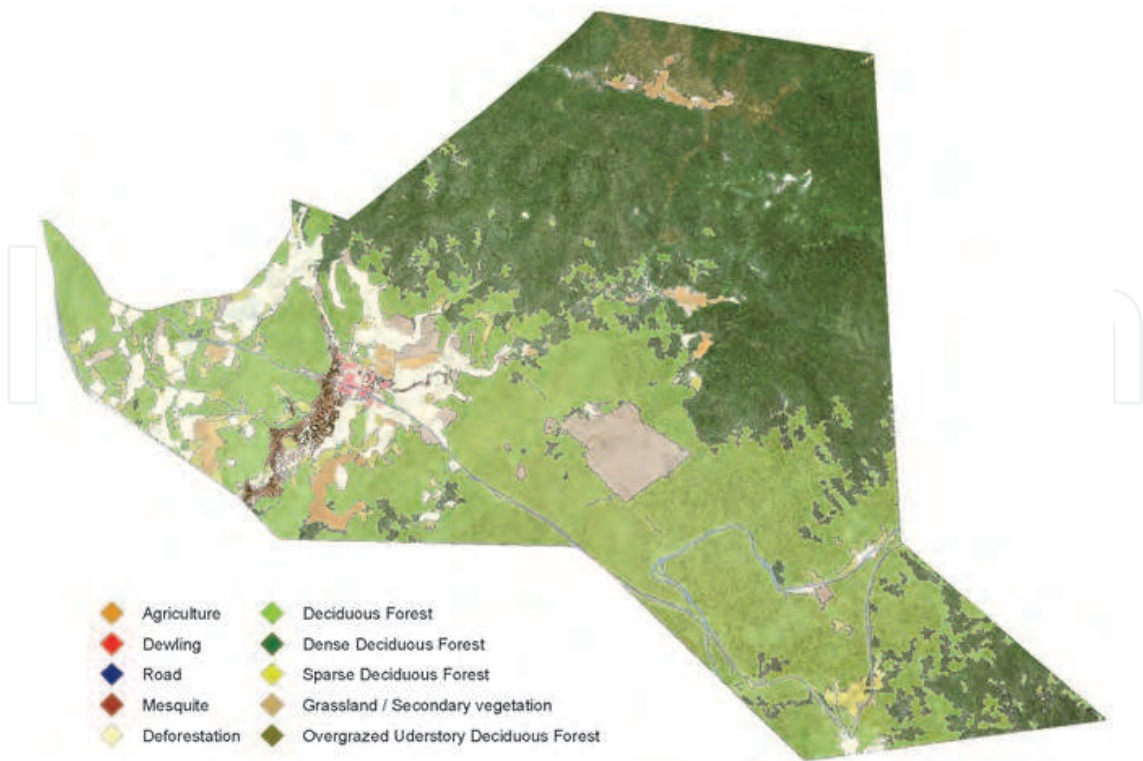 Agriculture
Dewling
Road
Mesquite
Deforestation
Deciduous Forest
Dense Deciduous Forest
Sparse Deciduous Forest
Grassland / Secondary vegetation
Overgrazed Uderstory Deciduous Forest